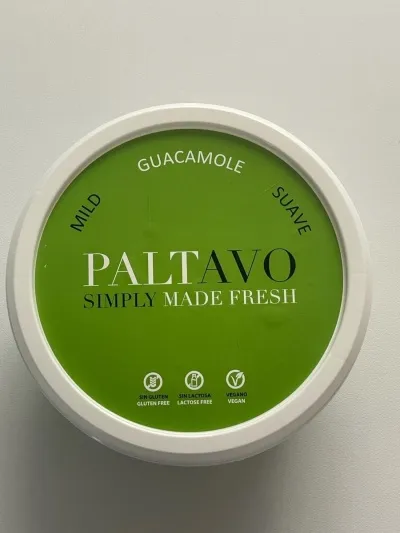 GUACAMOLE
MILD
SUAVE
PALTAVO
SIMPLY MADE FRESH
SIN GLUTEN
GLUTEN FREE
SIN LACTOSA
LACTOSE FREE
VEGANO
VEGAN